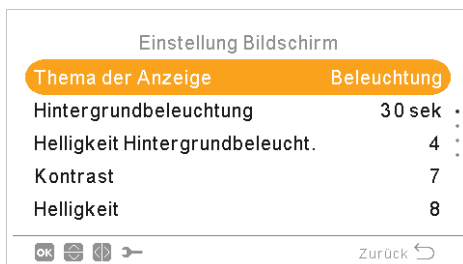 Einstellung Bildschirm
Thema der Anzeige Beleuchtung
Hintergrundbeleuchtung 30 sek
Helligkeit Hintergrundbeleucht. 4
Kontrast 7
Helligkeit 8
OK Zurück